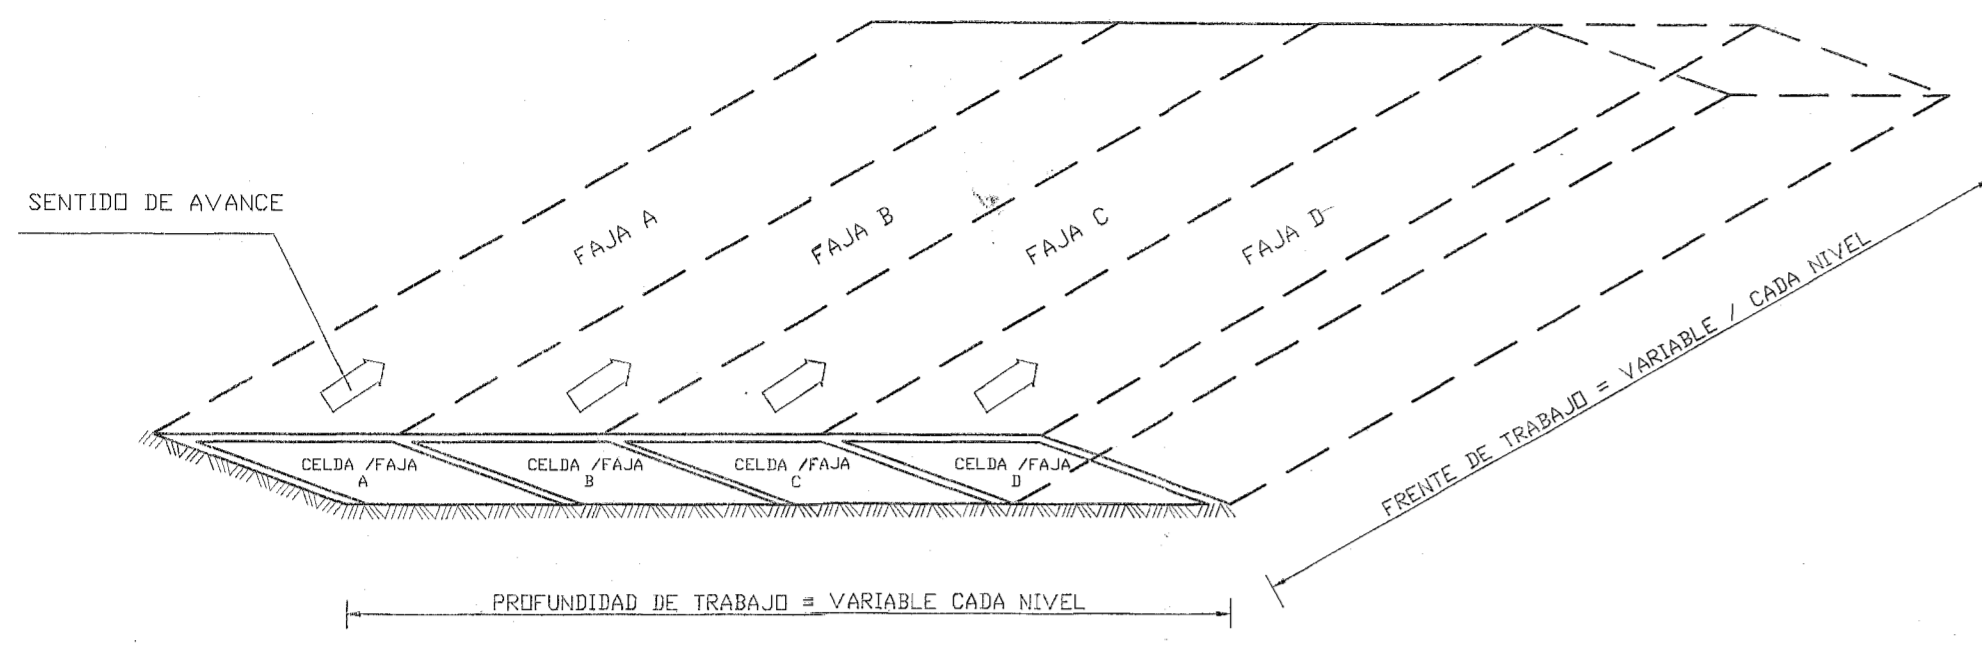 SENTIDO DE AVANCE
FAJA A
FAJA B
FAJA C
FAJA D
CELDA /FAJA
A
CELDA /FAJA
B
CELDA /FAJA
C
CELDA /FAJA
D
FRENTE DE TRABAJO = VARIABLE / CADA NIVEL
PROFUNDIDAD DE TRABAJO = VARIABLE CADA NIVEL